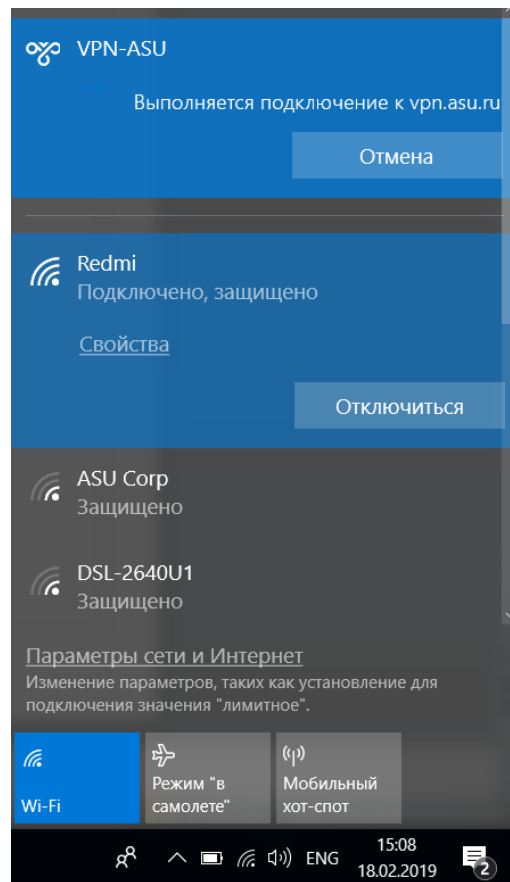 VPN-ASU
Выполняется подключение к vpn.asu.ru
Отмена
Redmi
Подключено, защищено
Свойства
Отключиться
ASU Corp
Защищено
DSL-2640U1
Защищено
Параметры сети и Интернет
Изменение параметров, таких как установление для
подключения значения "лимитное".
Wi-Fi
Режим "в
самолете"
Мобильный
хот-спот
ENG
15:08
18.02.2019
2